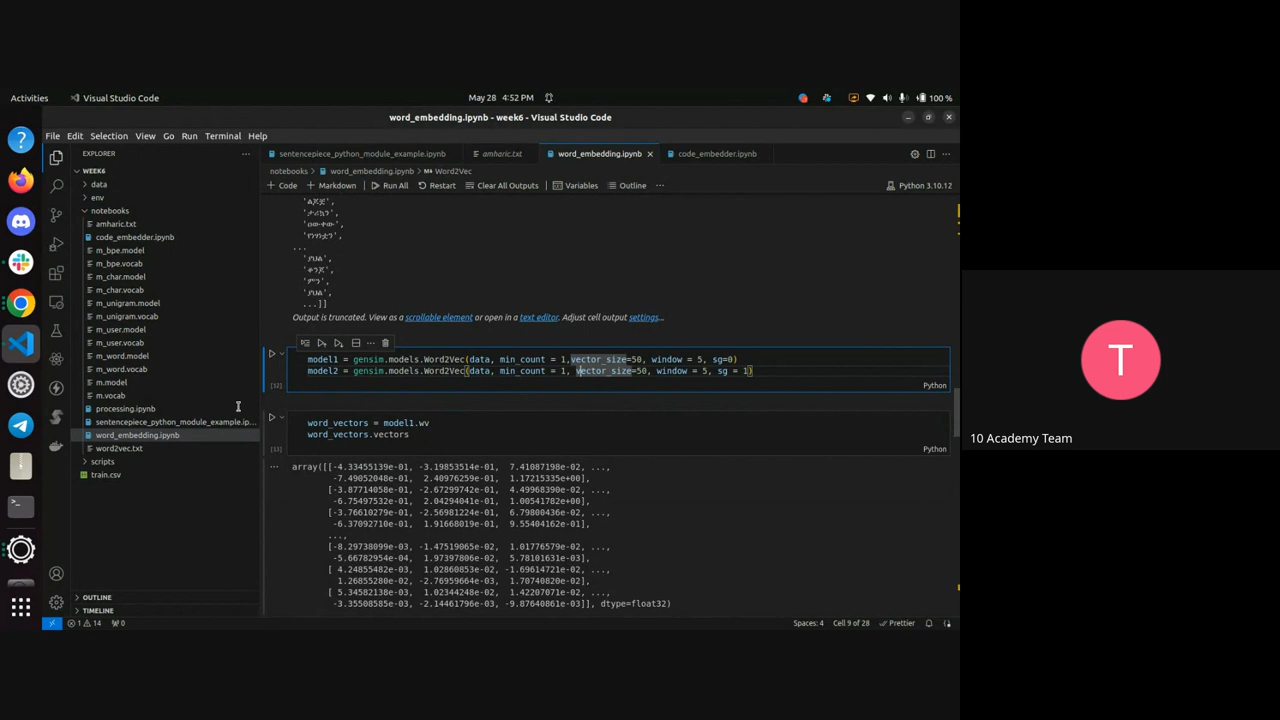 Activities
Visual Studio Code
May 28 4:52 PM
100 %
word_embedding.ipynb - week6 - Visual Studio Code
File Edit Selection View Go Run Terminal Help
EXPLORER
sentencepiece_python_module_example.ipynb
amharic.txt
word_embedding.ipynb
code_embedder.ipynb
WEEK6
notebooks > word_embedding.ipynb > Word2Vec
+ Code + Markdown Run All Restart Clear All Outputs Variables Outline ... Python 3.10.12
data
env
notebooks
amharic.txt
code_embedder.ipynb
m_bpe.model
m_bpe.vocab
m_char.model
m_char.vocab
m_unigram.model
m_unigram.vocab
m_user.model
m_user.vocab
m_word.model
m_word.vocab
m.model
m.vocab
processing.ipynb
sentencepiece_python_module_example.ip...
word_embedding.ipynb
word2vec.txt
scripts
train.csv
OUTLINE
TIMELINE
...
'ያህል',
'ቆንጆ',
'ምን',
'ያህል',
...]]
Output is truncated. View as a scrollable element or open in a text editor. Adjust cell output settings...
model1 = gensim.models.Word2Vec(data, min_count = 1,vector_size=50, window = 5, sg=0)
model2 = gensim.models.Word2Vec(data, min_count = 1, vector_size=50, window = 5, sg = 1)
[12]
Python
word_vectors = model1.wv
word_vectors.vectors
[13]
Python
array([[-4.33455139e-01, -3.19853514e-01, 7.41087198e-02, ...,
-7.49052048e-01, 2.40976259e-01, 1.17215335e+00],
[-3.87714058e-01, -2.67299742e-01, 4.49968390e-02, ...,
-6.75497532e-01, 2.0429401e-01, 1.00541782e+00],
[-3.76610279e-01, -2.56981224e-01, 6.79800436e-02, ...,
-6.37092710e-01, 1.91668019e-01, 9.55404162e-01],
...,
[-8.29738099e-03, -1.47519065e-02, 1.01776579e-02, ...,
-5.66782954e-04, 1.97397806e-02, 5.78101631e-03],
[ 4.24855482e-03, 1.02860853e-02, -1.69614721e-02, ...,
1.26855280e-02, -2.76959664e-02, 1.70740820e-02],
[ 5.34582138e-03, 1.02344248e-02, 1.42207071e-02, ...,
-3.35508585e-03, -2.14461796e-03, -9.87640861e-03]], dtype=float32)
1 14 0
Spaces: 4 Cell 9 of 28 Prettier
T
10 Academy Team